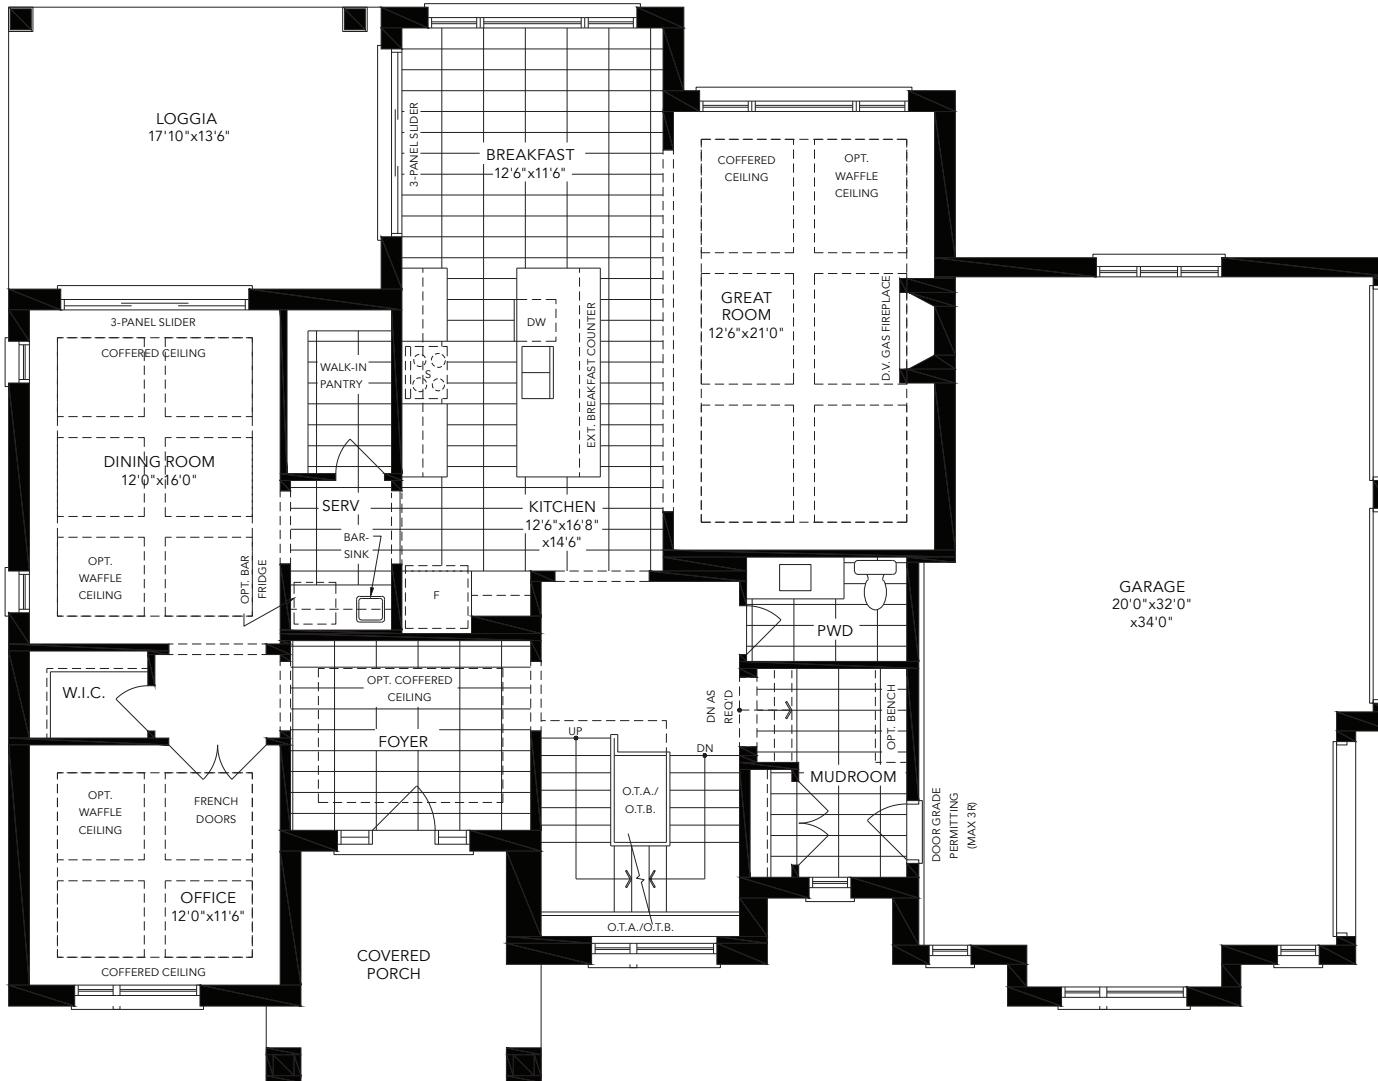 LOGGIA
17'10"x13'6"
3-PANEL SLIDER
BREAKFAST
12'6"x11'6"
COFFERED
CEILING
OPT.
WAFFLE
CEILING
GREAT
ROOM
12'6"x21'0"
D.V. GAS FIREPLACE
3-PANEL SLIDER
COFFERED CEILING
WALK-IN
PANTRY
S
DW
EXT. BREAKFAST COUNTER
DINING ROOM
12'0"x16'0"
OPT.
WAFFLE
CEILING
OPT. BAR
FRIDGE
SERV
BAR-
SINK
KITCHEN
12'6"x16'8"
x14'6"
F
GARAGE
20'0"x32'0"
x34'0"
PWD
W.I.C.
OPT. COFFERED
CEILING
FOYER
UP
DN
DN AS
REQ'D
OPT. BENCH
MUDROOM
O.T.A./
O.T.B.
OPT.
WAFFLE
CEILING
FRENCH
DOORS
OFFICE
12'0"x11'6"
COFFERED CEILING
COVERED
PORCH
O.T.A./O.T.B.
DOOR GRADE
PERMITTING
(MAX 3R)